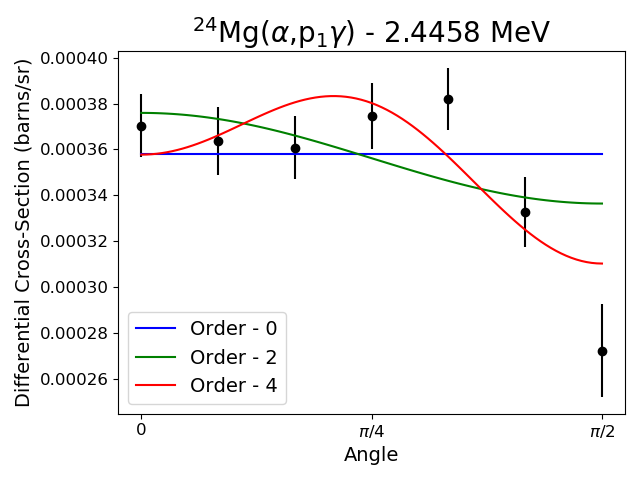 ²⁴Mg(α,p₁γ) - 2.4458 MeV
Differential Cross-Section (barns/sr)
0.00040
0.00038
0.00036
0.00034
0.00032
0.00030
0.00028
0.00026
Order - 0
Order - 2
Order - 4
0
π/4
π/2
Angle